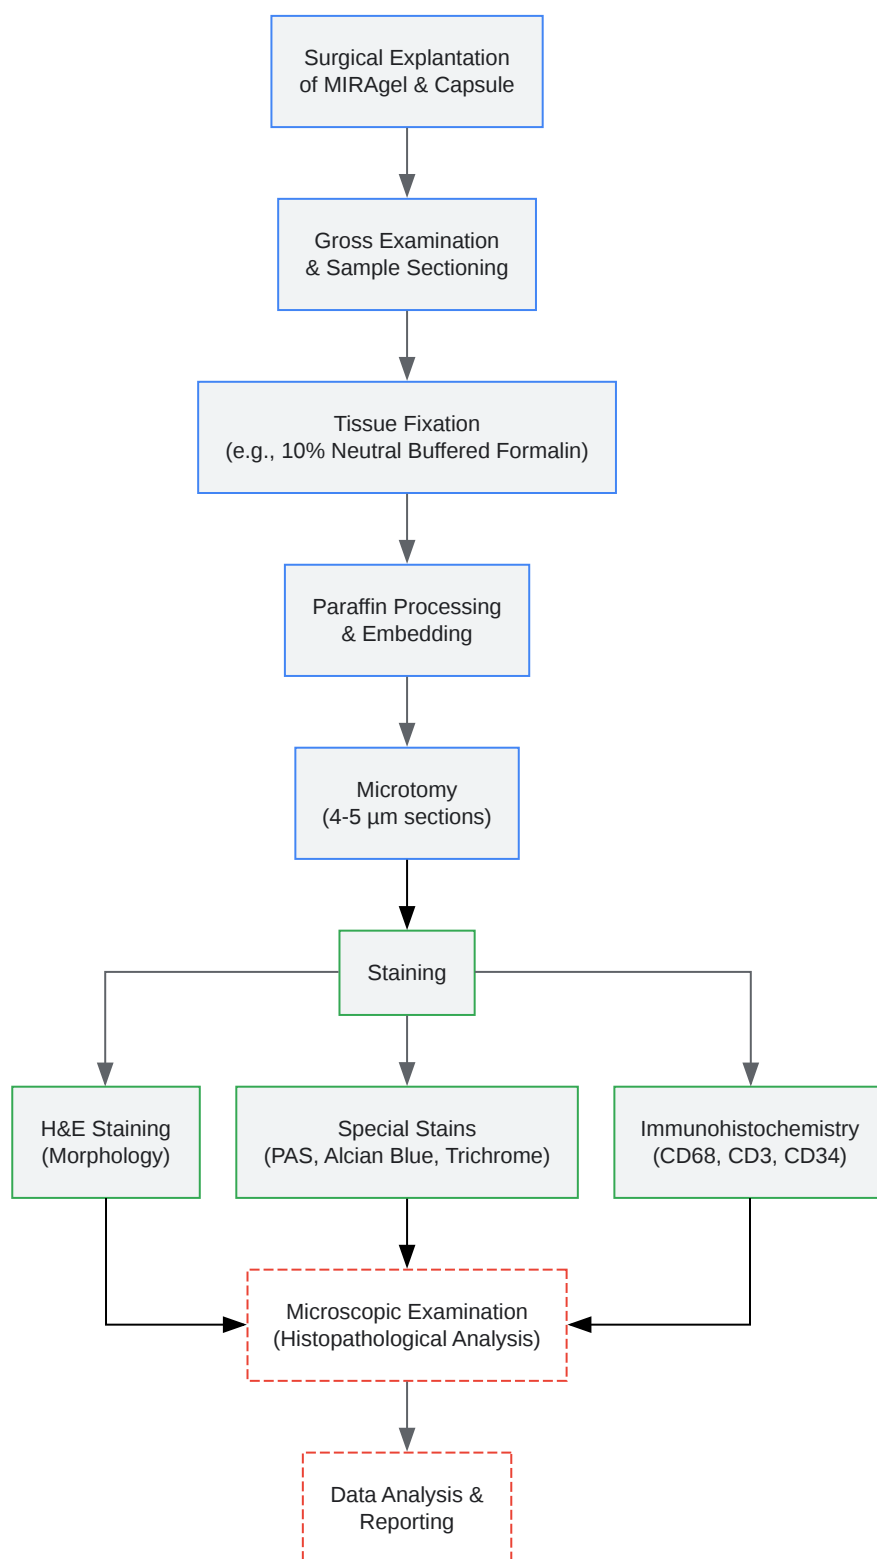 Surgical Explantation
of MIRAgel & Capsule
Gross Examination
& Sample Sectioning
Tissue Fixation
(e.g., 10% Neutral Buffered Formalin)
Paraffin Processing
& Embedding
Microtomy
(4-5 µm sections)
Staining
H&E Staining
(Morphology)
Special Stains
(PAS, Alcian Blue, Trichrome)
Immunohistochemistry
(CD68, CD3, CD34)
Microscopic Examination
(Histopathological Analysis)
Data Analysis &
Reporting